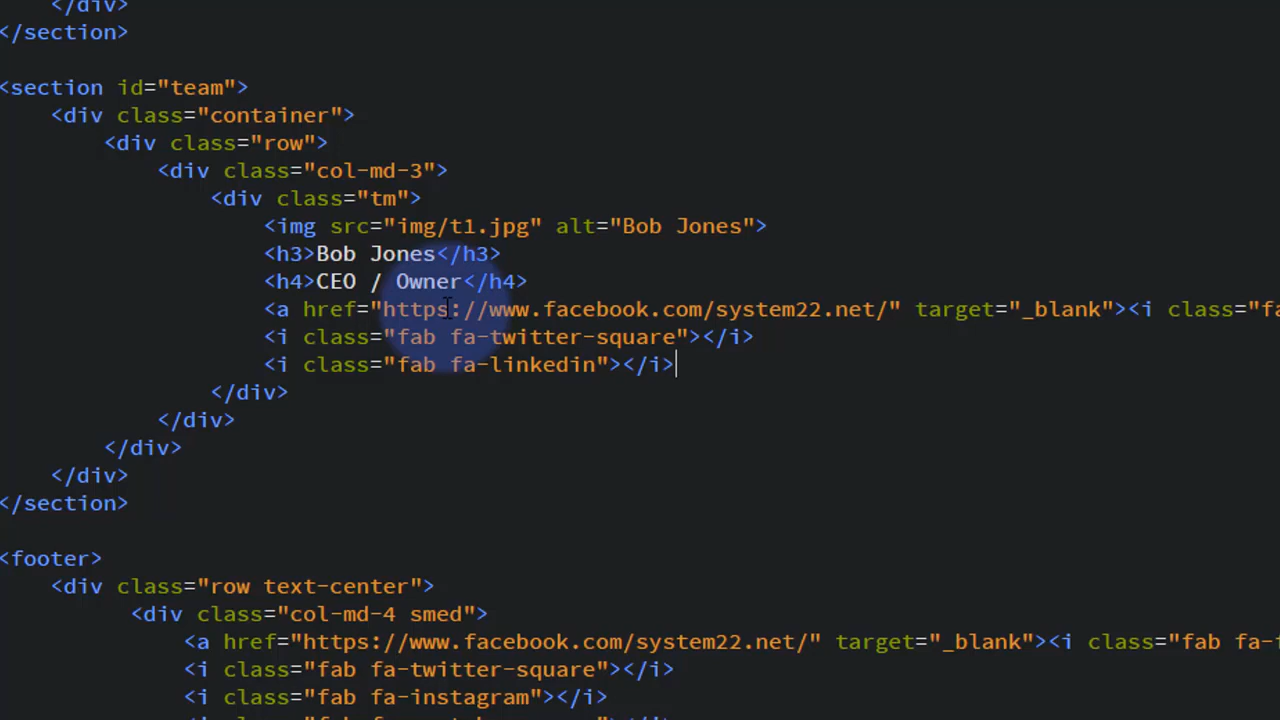 </div>
</section>
<section id="team">
<div class="container">
<div class="row">
<div class="col-md-3">
<div class="tm">
<img src="img/t1.jpg" alt="Bob Jones">
<h3>Bob Jones</h3>
<h4>CEO / Owner</h4>
<a href="https://www.facebook.com/system22.net/" target="_blank"><i class="fa
<i class="fab fa-twitter-square"></i>
<i class="fab fa-linkedin"></i>
</div>
</div>
</div>
</div>
</section>
<footer>
<div class="row text-center">
<div class="col-md-4 smed">
<a href="https://www.facebook.com/system22.net/" target="_blank"><i class="fab fa-
<i class="fab fa-twitter-square"></i>
<i class="fab fa-instagram"></i>